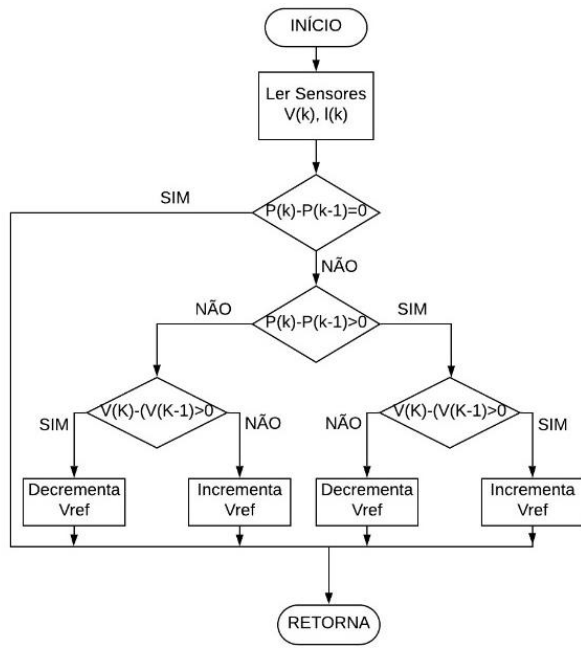 INÍCIO
Ler Sensores
V(k), I(k)
SIM
P(k)-P(k-1)=0
NÃO
NÃO
P(k)-P(k-1)>0
SIM
V(K)-(V(K-1)>0
V(K)-(V(K-1)>0
SIM
NÃO
NÃO
SIM
Decrementa
Vref
Incrementa
Vref
Decrementa
Vref
Incrementa
Vref
RETORNA